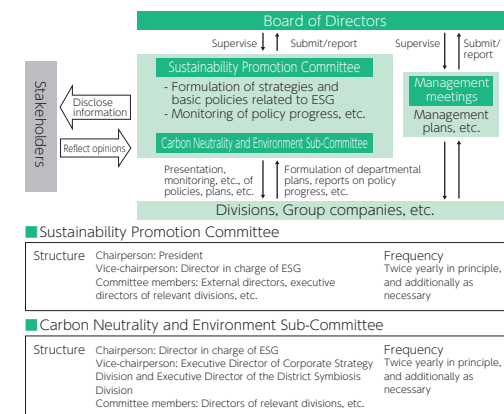 Board of Directors
Supervise
Submit/report
Supervise
Submit/
report
Sustainability Promotion Committee
- Formulation of strategies and
basic policies related to ESG
- Monitoring of policy progress, etc.
Carbon Neutrality and Environment Sub-Committee
Management
meetings
Management
plans, etc.
Stakeholders
Disclose
information
Reflect opinions
Presentation,
monitoring, etc., of
policies, plans, etc.
Formulation of departmental
plans, reports on policy
progress, etc.
Divisions, Group companies, etc.
Sustainability Promotion Committee
Structure
Chairperson: President
Vice-chairperson: Director in charge of ESG
Committee members: External directors, executive
directors of relevant divisions, etc.
Frequency
Twice yearly in principle,
and additionally as
necessary
Carbon Neutrality and Environment Sub-Committee
Structure
Chairperson: Director in charge of ESG
Vice-chairperson: Executive Director of Corporate Strategy
Division and Executive Director of the District Symbiosis
Division
Committee members: Directors of relevant divisions, etc.
Frequency
Twice yearly in principle,
and additionally as
necessary